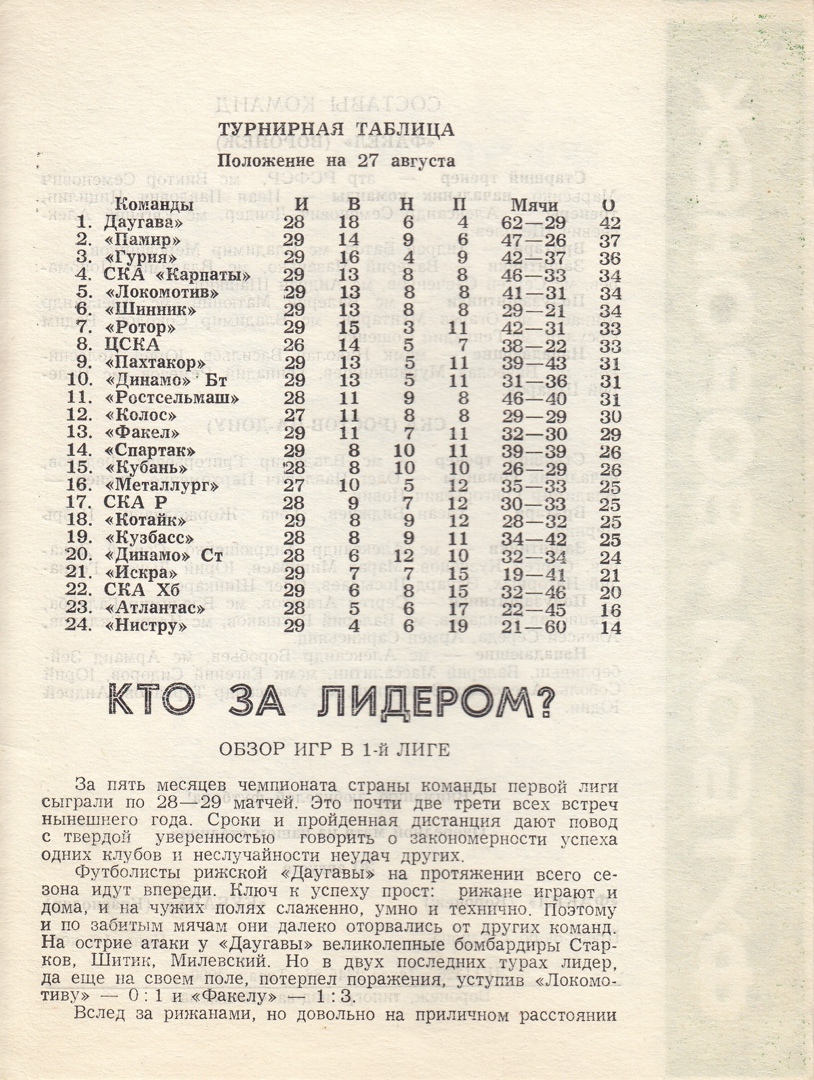 ТУРНИРНАЯ ТАБЛИЦА
Положение на 27 августа
Команды И В Н П Мячи О
1. Даугава» 28 18 6 4 62—29 42
2. «Памир» 29 14 9 6 47—26 37
3. «Гурия» 29 16 4 9 42—37 36
4. СКА «Карпаты» 29 13 8 8 46—33 34
5. «Локомотив» 29 13 8 8 41—31 34
6. «Шинник» 29 13 8 8 29—21 34
7. «Ротор» 29 15 3 11 42—31 33
8. ЦСКА 26 14 5 7 38—22 33
9. «Пахтакор» 29 13 5 11 39—43 31
10. «Динамо» Бт 29 13 5 11 31—36 31
11. «Ростсельмаш» 28 11 9 8 46—40 31
12. «Колос» 27 11 8 8 29—29 30
13. «Факел» 29 11 7 11 32—30 29
14. «Спартак» 29 8 10 11 39—39 26
15. «Кубань» 28 8 10 10 26—29 26
16. «Металлург» 27 10 5 12 35—33 25
17. СКА Р 28 9 7 12 30—33 25
18. «Котайк» 29 8 9 12 28—32 25
19. «Кузбасс» 28 8 9 11 34—42 25
20. «Динамо» Ст 28 6 12 10 32—34 24
21. «Искра» 29 7 7 15 19—41 21
22. СКА Хб 29 6 8 15 32—46 20
23. «Атлантас» 28 5 6 17 22—45 16
24. «Нистру» 29 4 6 19 21—60 14
КТО ЗА ЛИДЕРОМ?
ОБЗОР ИГР В 1-й ЛИГЕ
За пять месяцев чемпионата страны команды первой лиги
сыграли по 28—29 матчей. Это почти две трети всех встреч
нынешнего года. Сроки и пройденная дистанция дают повод
с твердой уверенностью говорить о закономерности успеха
одних клубов и неслучайности неудач других.
Футболисты рижской «Даугавы» на протяжении всего се-
зона идут впереди. Ключ к успеху прост: рижане играют и
дома, и на чужих полях слаженно, умно и технично. Поэтому
и по забитым мячам они далеко оторвались от других команд.
На острие атаки у «Даугавы» великолепные бомбардиры Стар-
ков, Шитик, Милевский. Но в двух последних турах лидер,
да еще на своем поле, потерпел поражения, уступив «Локомо-
тиву» — 0 : 1 и «Факелу» — 1 : 3.
Вслед за рижанами, но довольно на приличном расстоянии